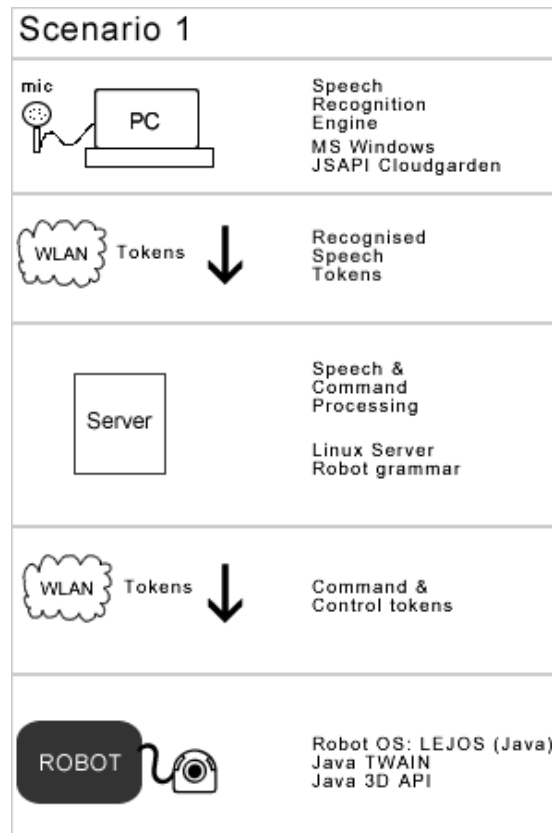 Scenario 1
mic
PC
Speech
Recognition
Engine
MS Windows
JSAPI Cloudgarden
WLAN
Tokens
Recognised
Speech
Tokens
Server
Speech &
Command
Processing
Linux Server
Robot grammar
WLAN
Tokens
Command &
Control tokens
ROBOT
Robot OS: LEJOS (Java)
Java TWAIN
Java 3D API